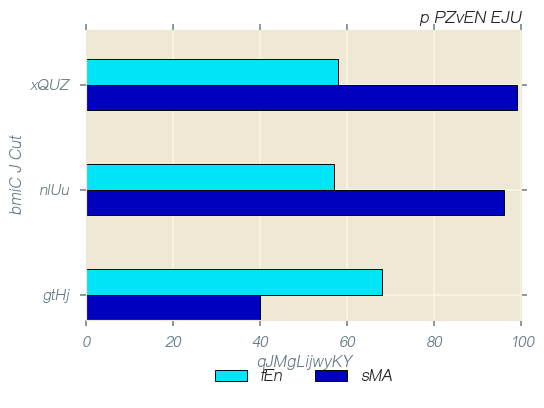 p PZvEN EJU
xQUZ
nlUu
gtHj
bmiC J Cut
0 20 40 60 80 100
qJMgLijwyKY
fEn sMA